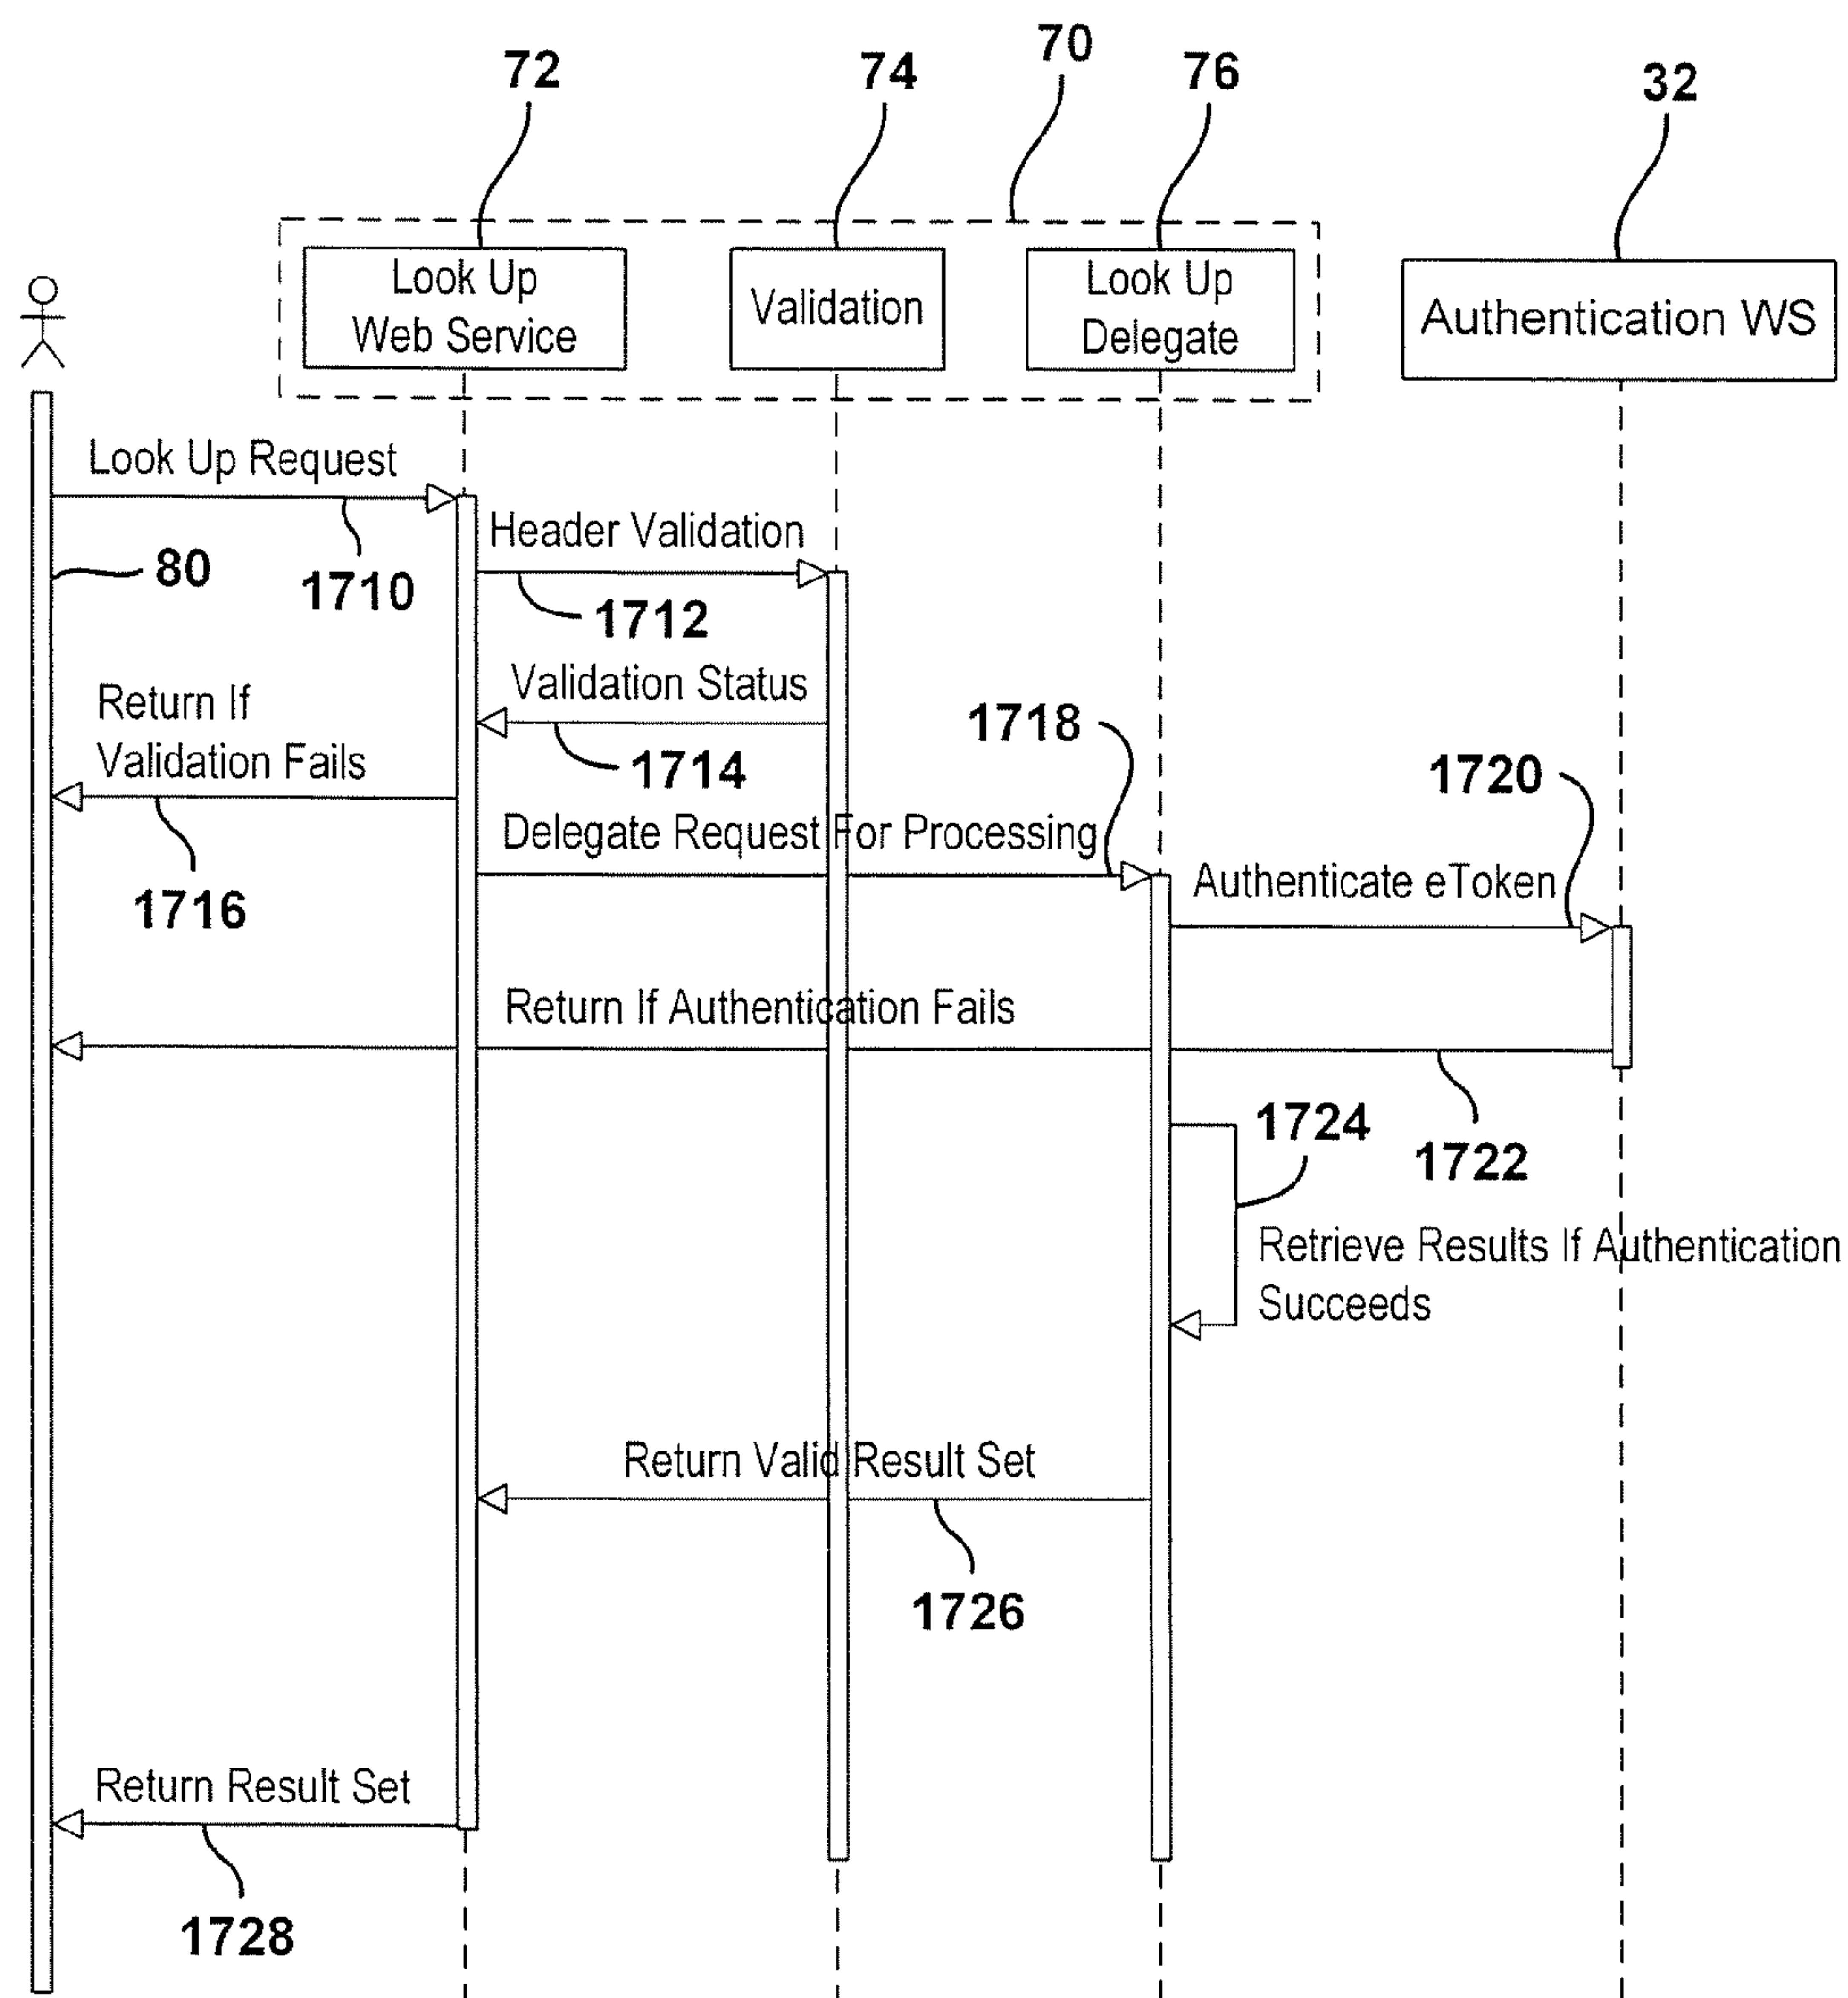 70
72
74
76
32
Look Up
Web Service
Validation
Look Up
Delegate
Authentication WS
Look Up Request
Header Validation
80
1710
1712
Validation Status
Return If
Validation Fails
1714
1718
1720
Delegate Request For Processing
Authenticate eToken
1716
Return If Authentication Fails
1724
1722
Retrieve Results If Authentication
Succeeds
Return Valid Result Set
1726
Return Result Set
1728